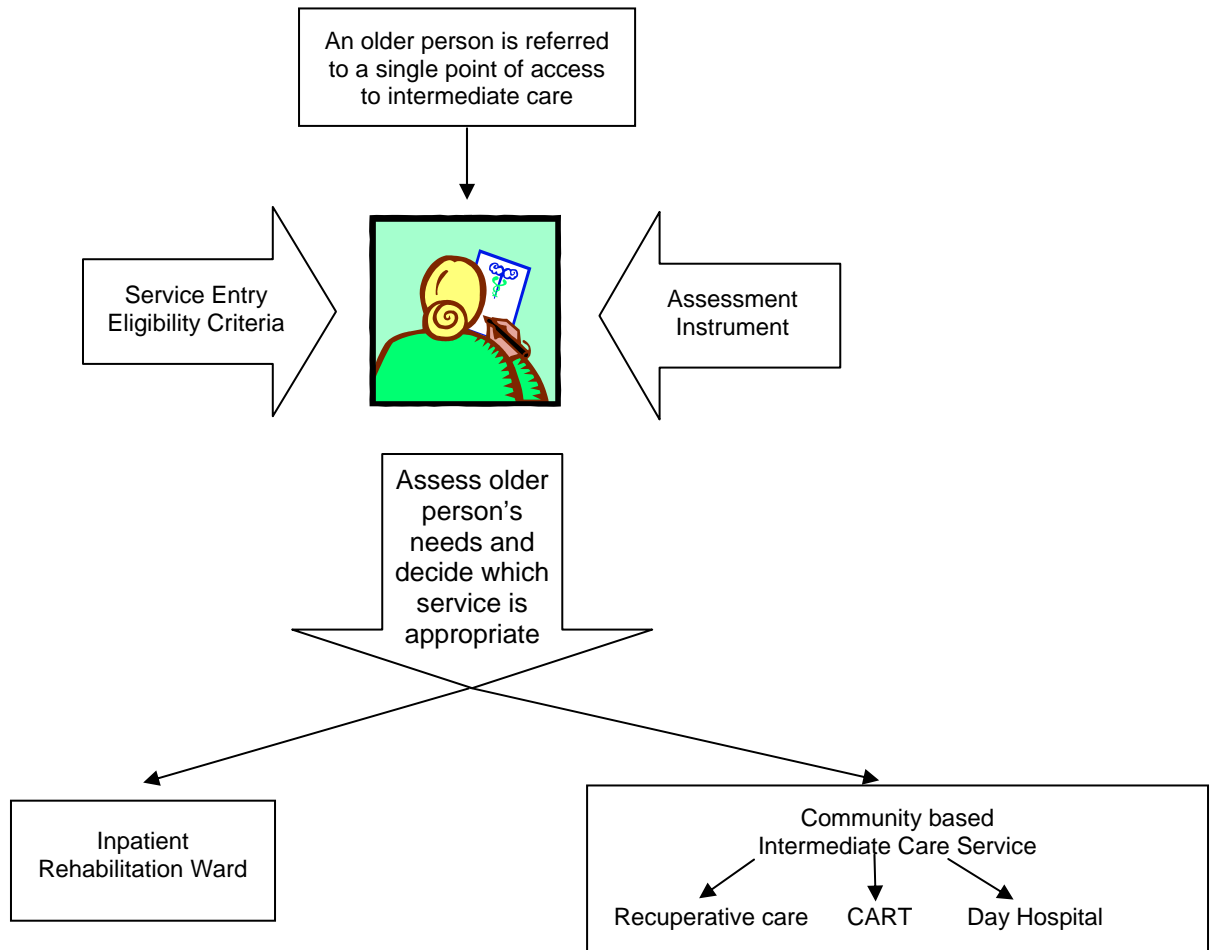 An older person is referred
to a single point of access
to intermediate care
Service Entry
Eligibility Criteria
Assessment
Instrument
Assess older
person's
needs and
decide which
service is
appropriate
Inpatient
Rehabilitation Ward
Community based
Intermediate Care Service
Recuperative care CART Day Hospital